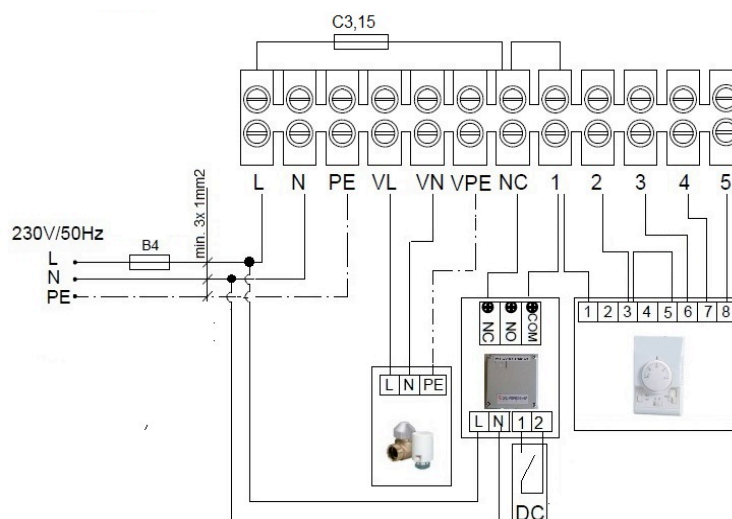 C3,15
L N PE VL VN VPE NC 1 2 3 4 5
min. 3x 1mm2
230V/50Hz
L
B4
N
PE
NC NO COM
1 2 3 4 5 6 7 8
L N PE
L N 1 2
DC